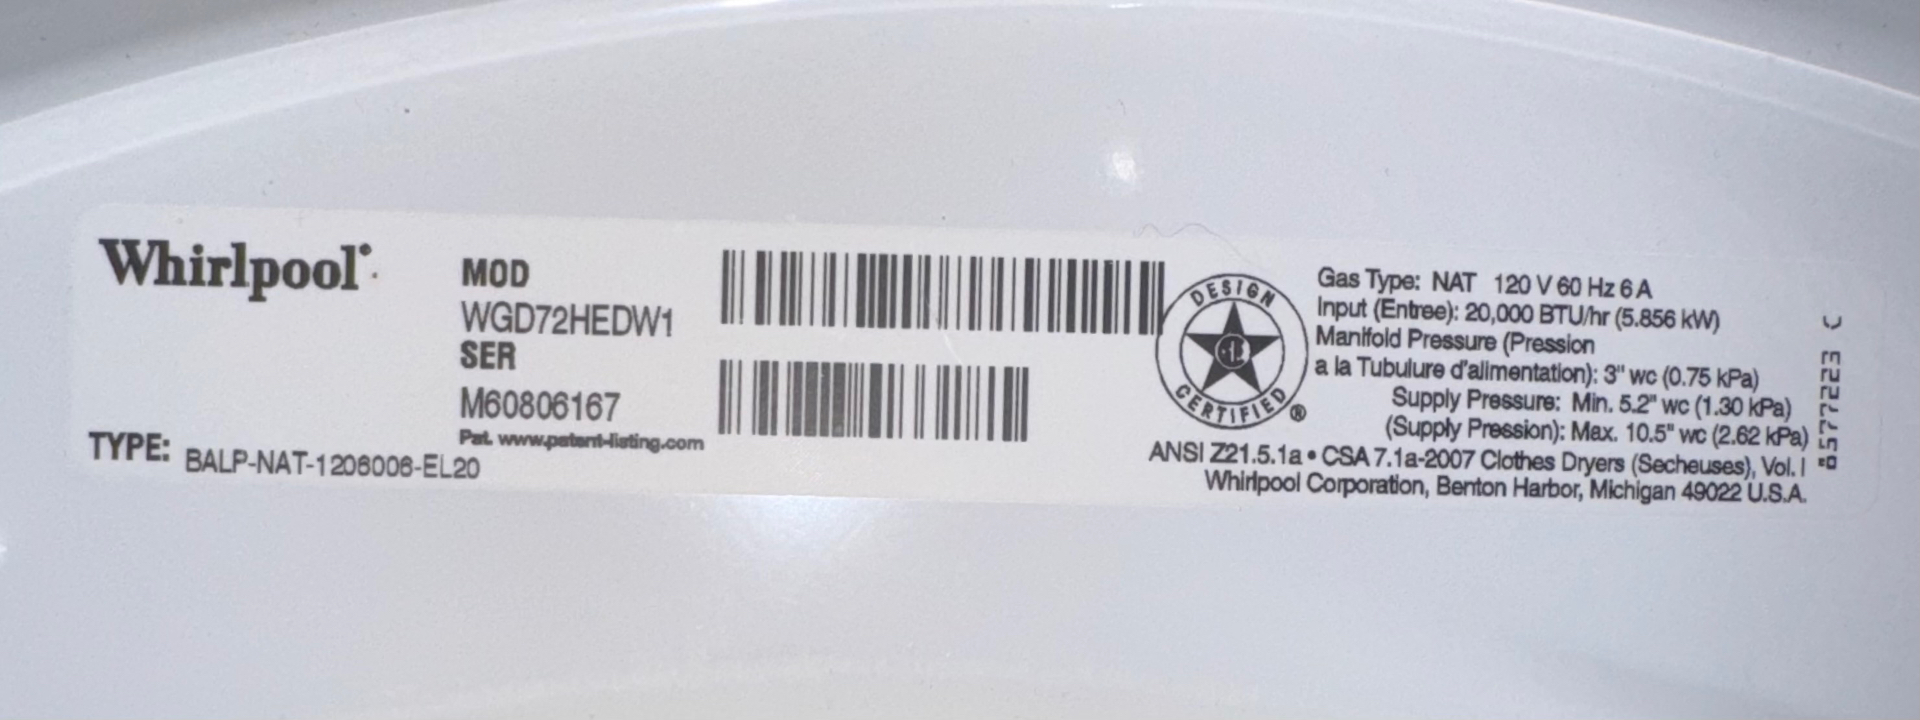 Whirlpool
MOD
WGD72HEDW1
SER
M60806167
Pat. www.patent-listing.com
TYPE: BALP-NAT-1206006-EL20
DESIGN
CERTIFIED ®
Gas Type: NAT 120 V 60 Hz 6 A
Input (Entree): 20,000 BTU/hr (5.856 kW)
Manifold Pressure (Pression
a la Tubulure d'alimentation): 3" wc (0.75 kPa)
Supply Pressure: Min. 5.2" wc (1.30 kPa)
(Supply Pression): Max. 10.5" wc (2.62 kPa)
ANSI Z21.5.1a • CSA 7.1a-2007 Clothes Dryers (Secheuses), Vol. I
Whirlpool Corporation, Benton Harbor, Michigan 49022 U.S.A.